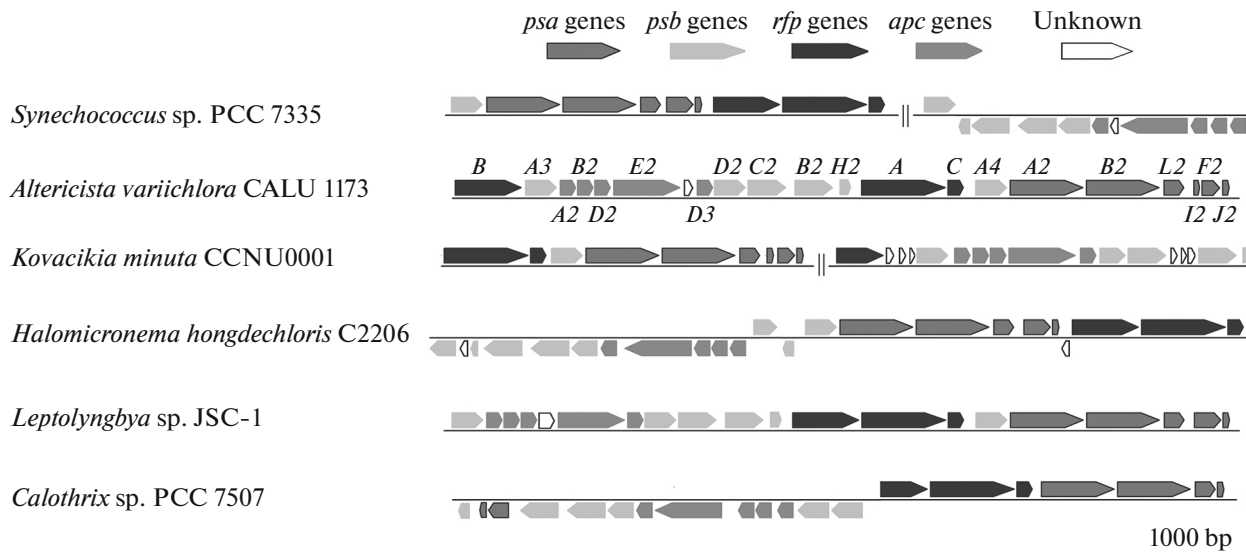 psa genes psb genes rfp genes apc genes Unknown
Synechococcus sp. PCC 7335
B A3 B2 E2 D2 C2 B2 H2 A C A4 A2 B2 L2 F2
Altericista variichlora CALU 1173
A2 D2 D3 I2 J2
Kovacikia minuta CCNU0001
Halomicronema hongdechloris C2206
Leptolyngbya sp. JSC-1
Calothrix sp. PCC 7507
1000 bp